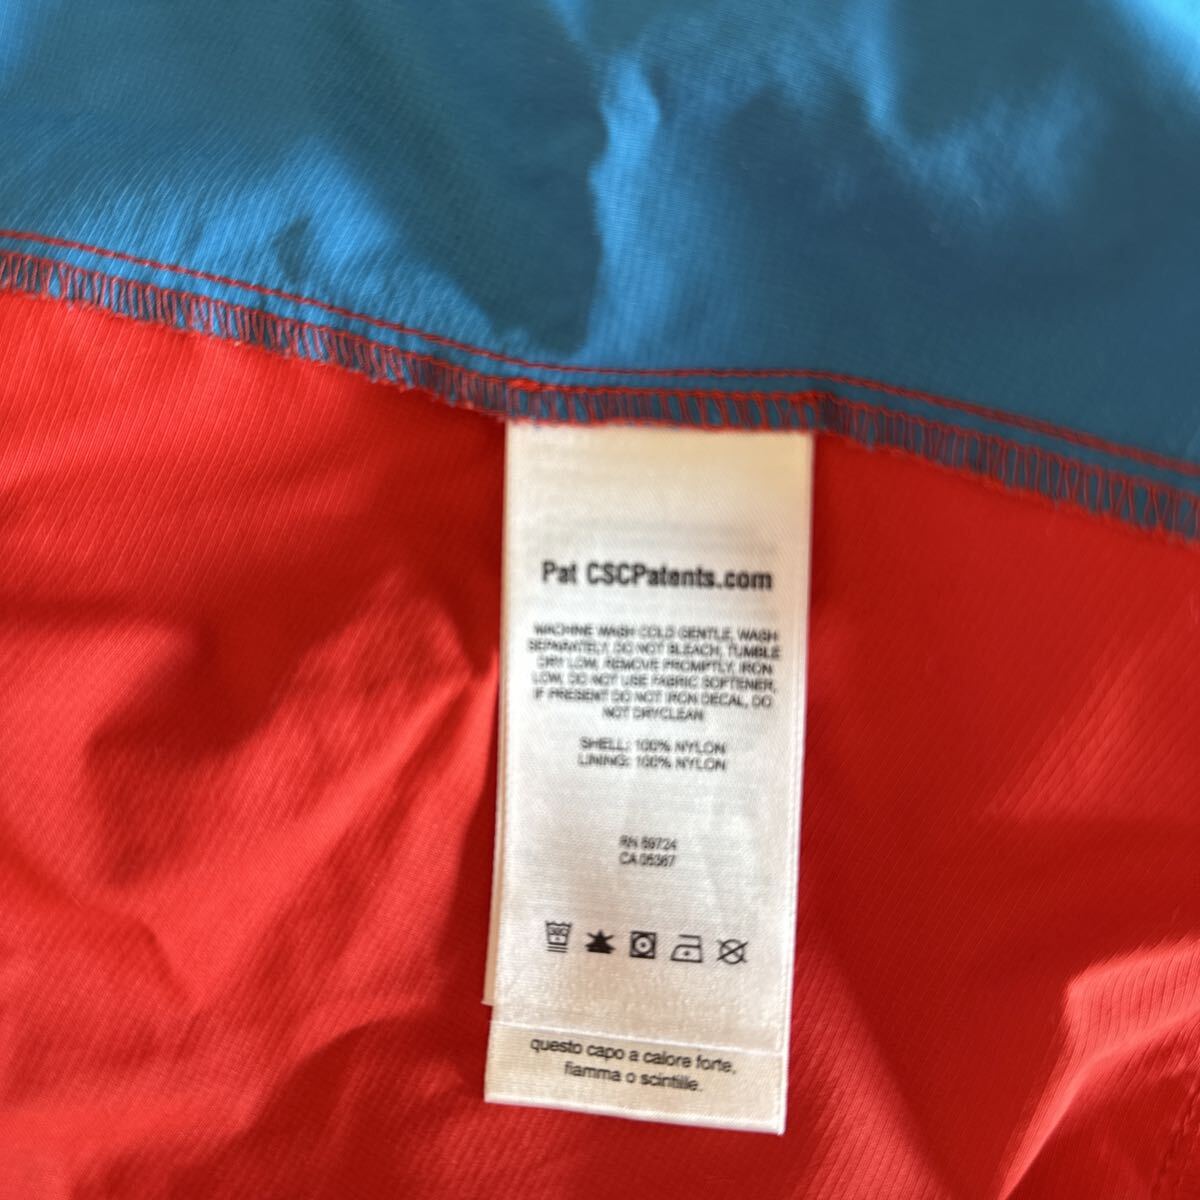 Pat CSCPatents.com
MACHINE WASH COLD GENTLE, WASH
SEPARATELY, DO NOT BLEACH, TUMBLE
DRY LOW, REMOVE PROMPTLY, IRON
LOW, DO NOT USE FABRIC SOFTENER,
IF PRESENT DO NOT IRON DECAL, DO
NOT DRYCLEAN
SHELL: 100% NYLON
LINING: 100% NYLON
RN 69724
CA 05367
30C
questo capo a calore forte,
fiamma o scintille.